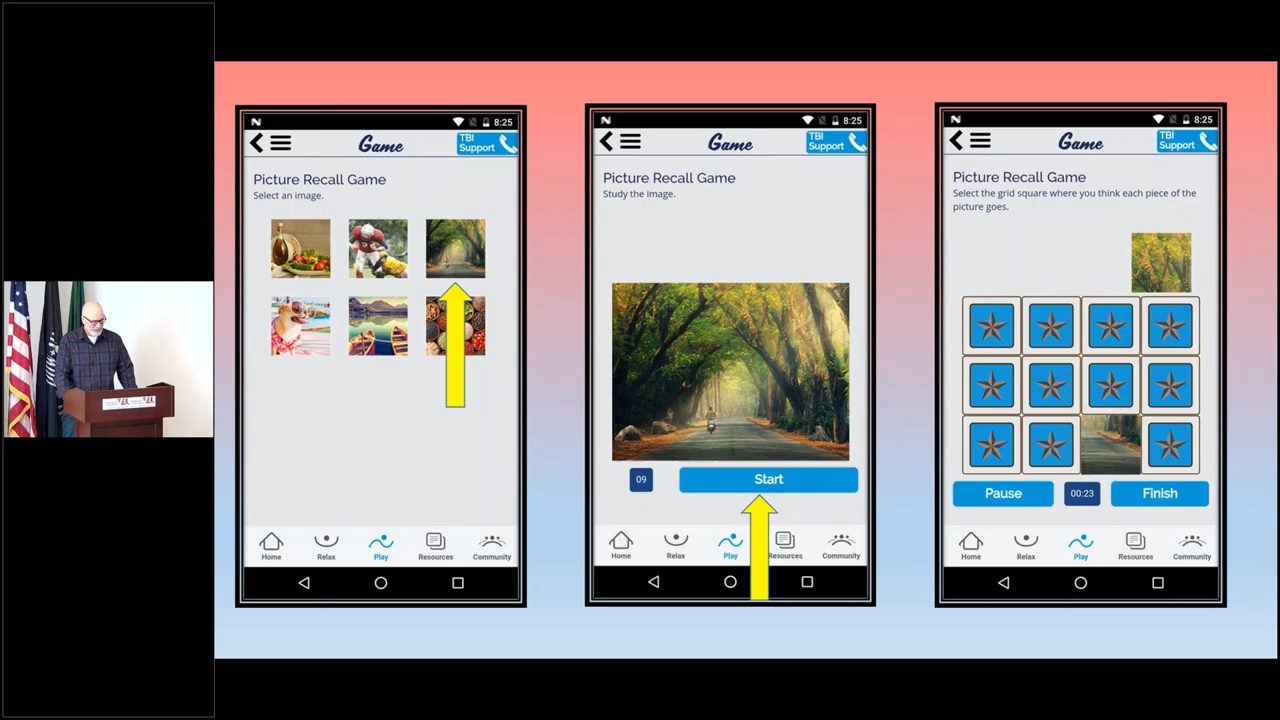 8:25
Game
TBI
Support
Picture Recall Game
Select an image.
Home
Relax
Play
Resources
Community
8:25
Game
TBI
Support
Picture Recall Game
Study the image.
09
Start
Home
Relax
Play
Resources
Community
8:25
Game
TBI
Support
Picture Recall Game
Select the grid square where you think each piece of the
picture goes.
Pause
00:23
Finish
Home
Relax
Play
Resources
Community